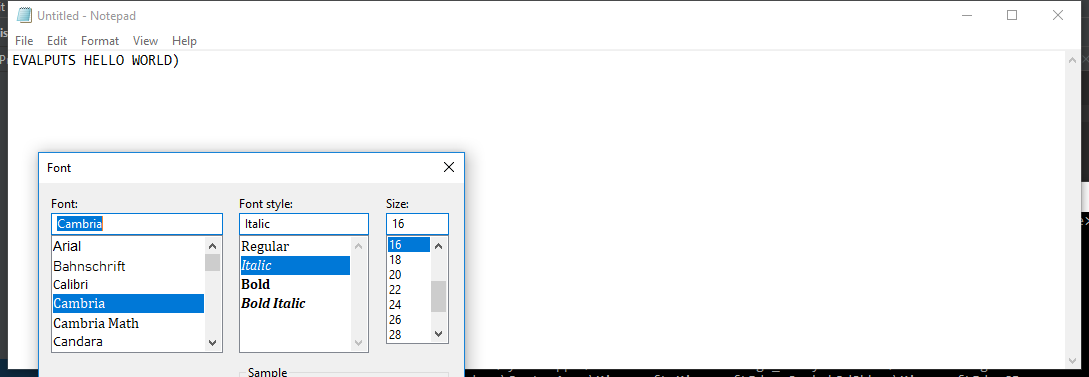 Untitled - Notepad
File Edit Format View Help
EVALPUTS HELLO WORLD)
Font
Font: Font style: Size:
Cambria Italic 16
Arial Regular 16
Bahnschrift Italic 18
Calibri Bold 20
Cambria Bold Italic 22
Cambria Math 24
Candara 26
28
Sample